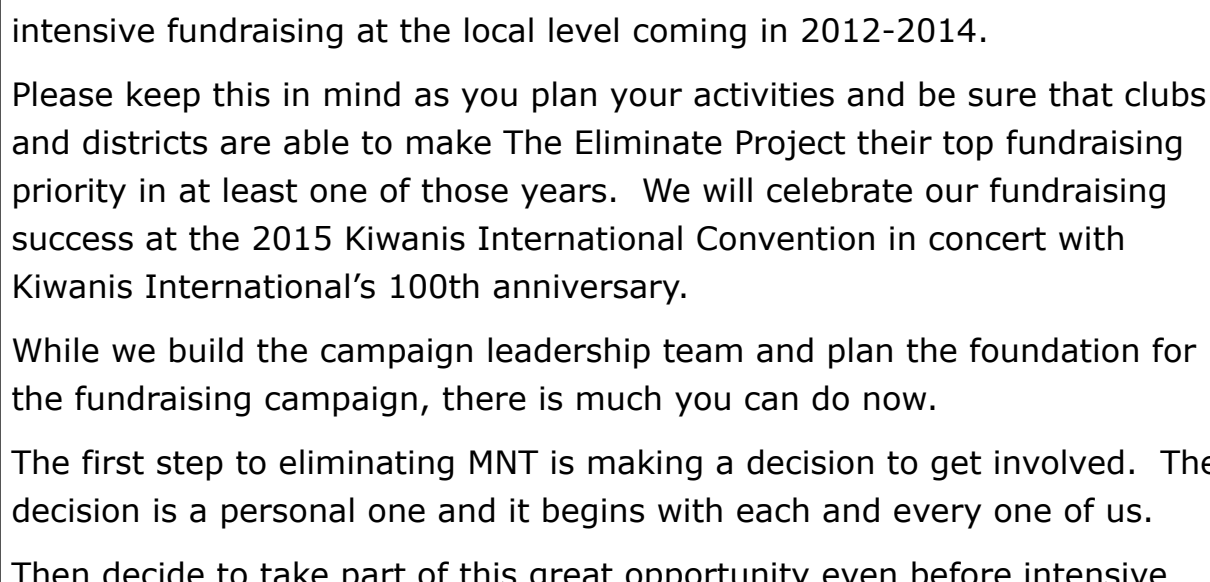 intensive fundraising at the local level coming in 2012-2014.
Please keep this in mind as you plan your activities and be sure that clubs
and districts are able to make The Eliminate Project their top fundraising
priority in at least one of those years.  We will celebrate our fundraising
success at the 2015 Kiwanis International Convention in concert with
Kiwanis International’s 100th anniversary.
While we build the campaign leadership team and plan the foundation for
the fundraising campaign, there is much you can do now.
The first step to eliminating MNT is making a decision to get involved.  The
decision is a personal one and it begins with each and every one of us.
Then decide to take part of this great opportunity even before intensive